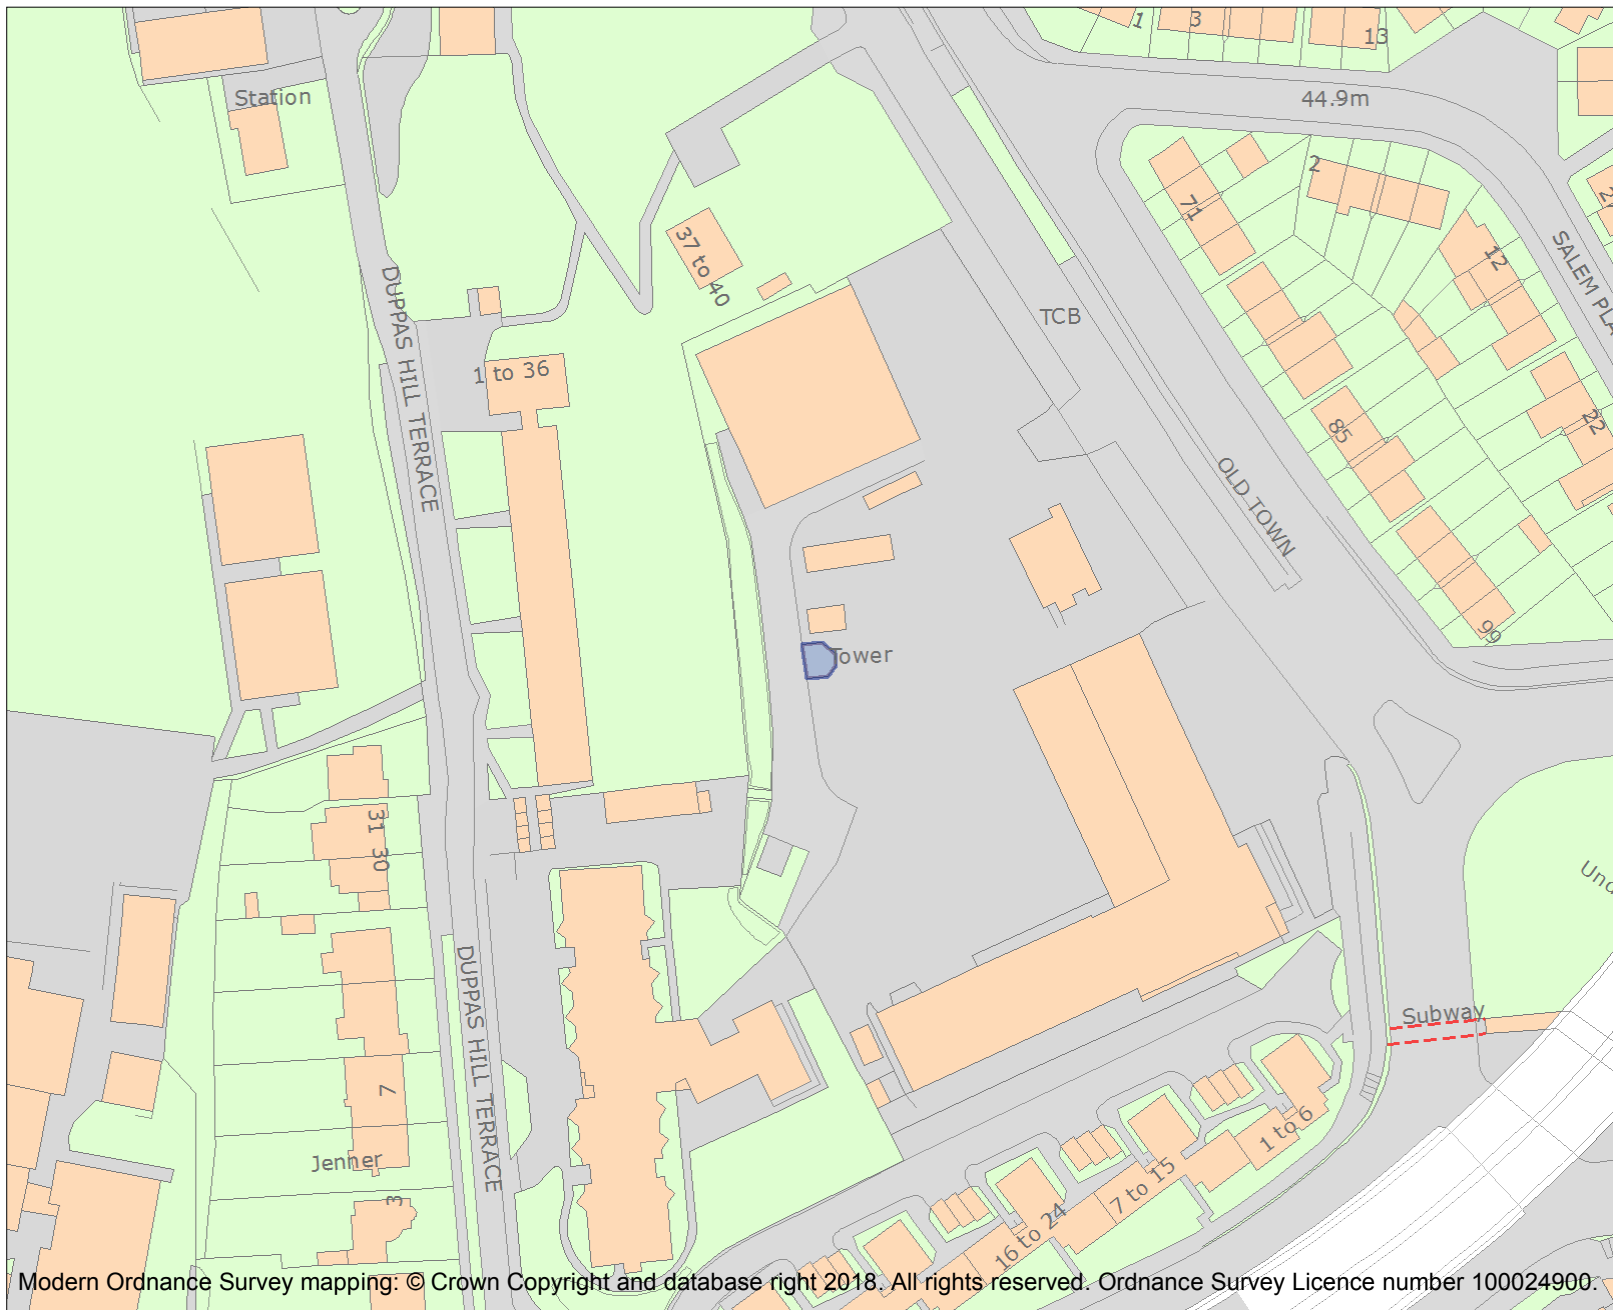 1
3
13
Station
44.9m
2
71
12
SALEM PLA
37 to 40
DUPPAS HILL TERRACE
TCB
1 to 36
85
22
OLD TOWN
99
Tower
31
30
Und
DUPPAS HILL TERRACE
Subway
7
1 to 6
Jenner
7 to 15
3
16 to 24
Modern Ordnance Survey mapping: © Crown Copyright and database right 2018. All rights reserved. Ordnance Survey Licence number 100024900.